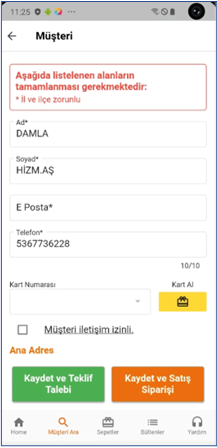 11:25
Müşteri
Aşağıda listelenen alanların
tamamlanması gerekmektedir:
* İl ve ilçe zorunlu
Ad*
DAMLA
Soyad*
HİZM.AŞ
E Posta*
Telefon*
5367736228
10/10
Kart Numarası
Kart Al
Müşteri iletişim izinli.
Ana Adres
Kaydet ve Teklif
Talebi
Kaydet ve Satış
Siparişi
Home
Müşteri Ara
Sepetler
Bültenler
Yardım